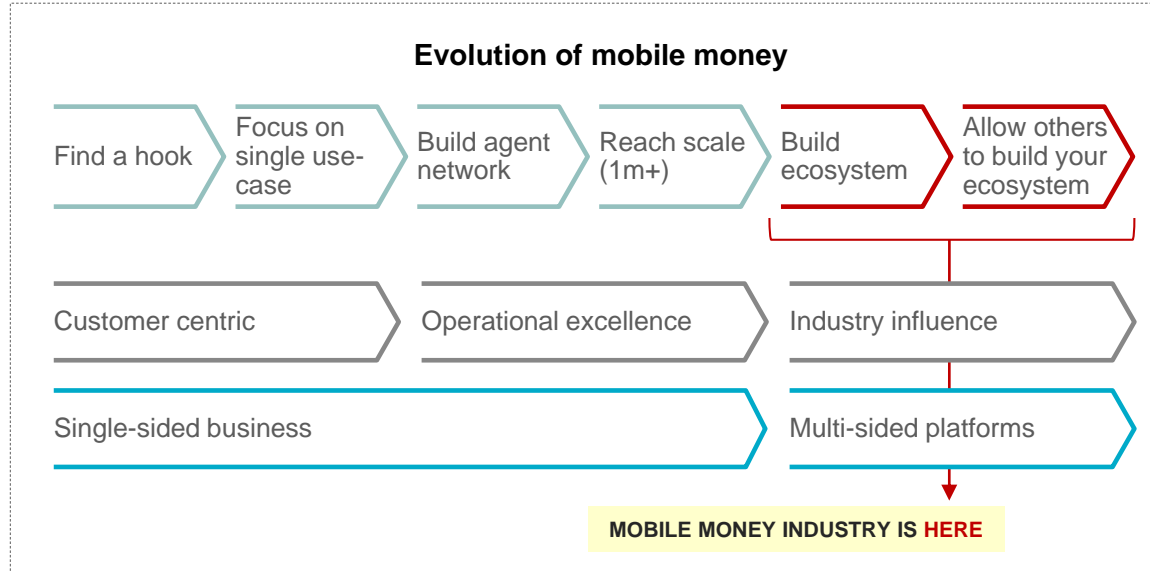 Evolution of mobile money
Find a hook
Focus on
single use-
case
Build agent
network
Reach scale
(1m+)
Build
ecosystem
Allow others
to build your
ecosystem
Customer centric
Operational excellence
Industry influence
Single-sided business
Multi-sided platforms
MOBILE MONEY INDUSTRY IS HERE